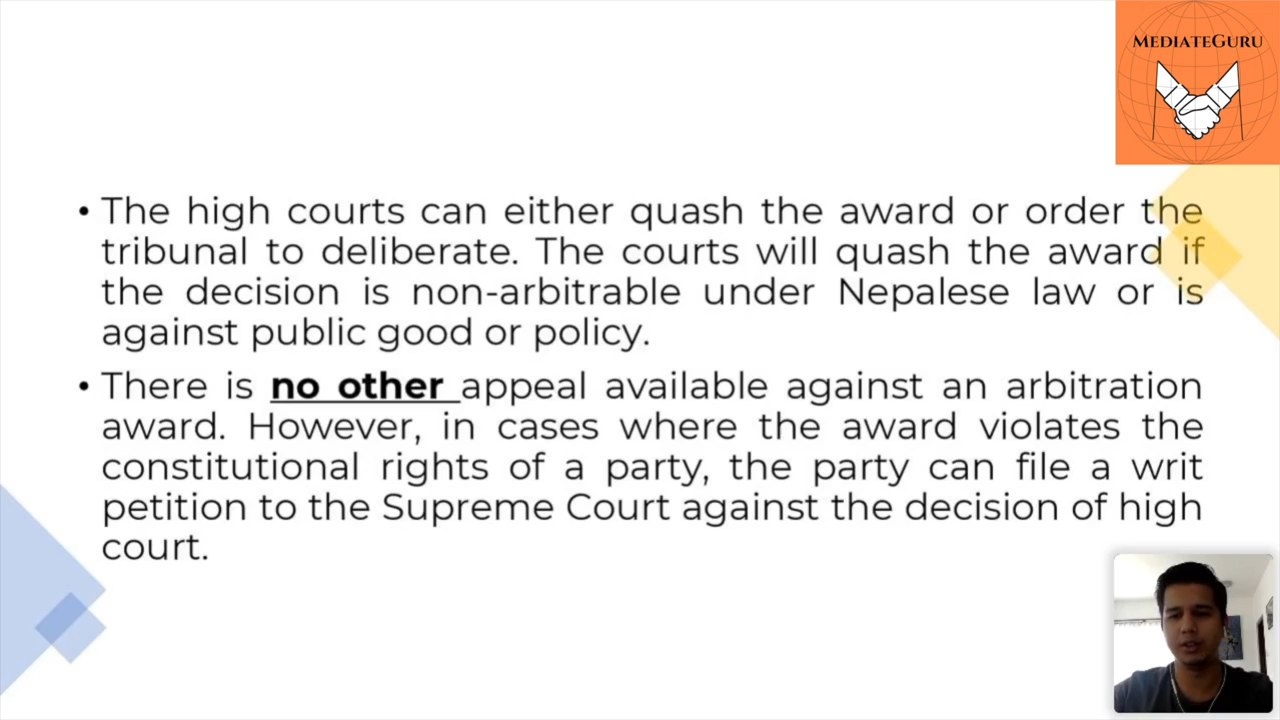 MEDIATEGURU
• The high courts can either quash the award or order the
tribunal to deliberate. The courts will quash the award if
the decision is non-arbitrable under Nepalese law or is
against public good or policy.
• There is no other appeal available against an arbitration
award. However, in cases where the award violates the
constitutional rights of a party, the party can file a writ
petition to the Supreme Court against the decision of high
court.